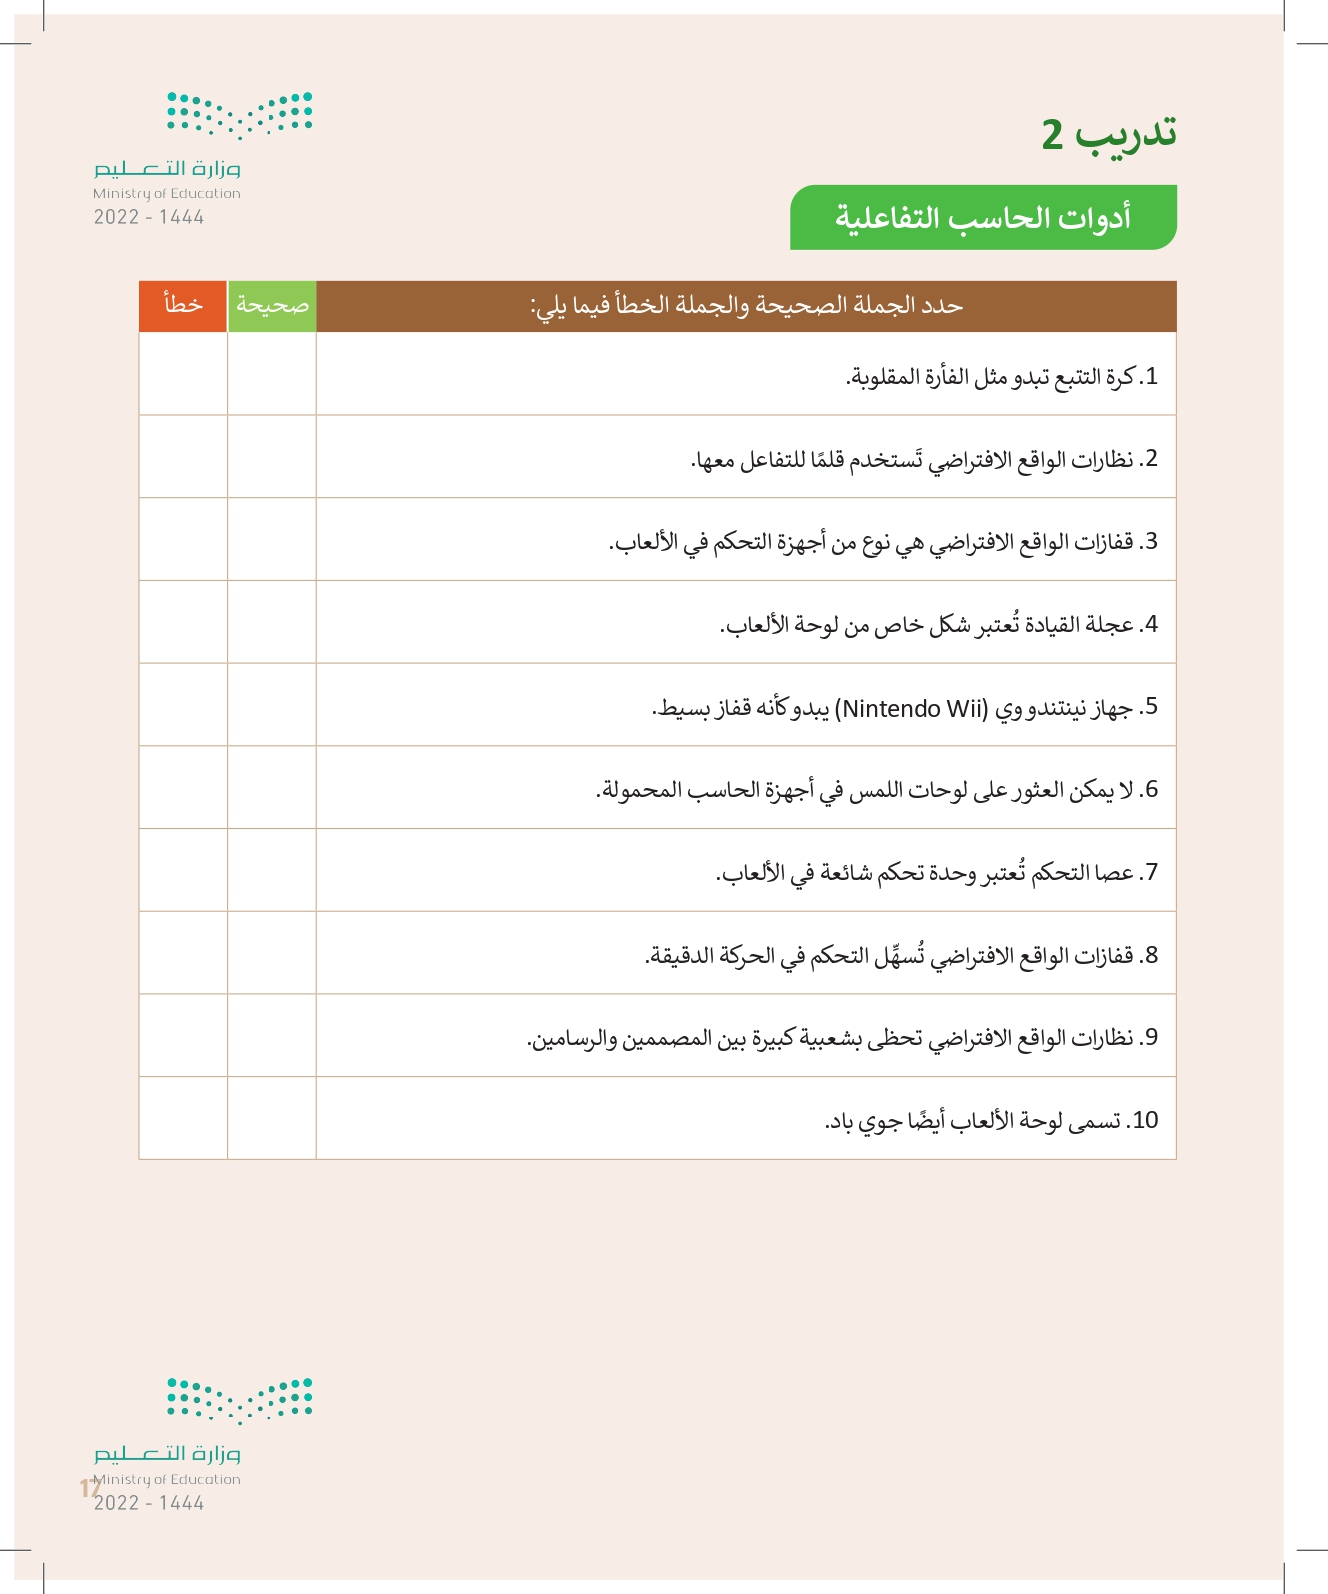 وزارة التعليم
Ministry of Education
2022 - 1444
تدريب 2
أدوات الحاسب التفاعلية
حدد الجملة الصحيحة والجملة الخطأ فيما يلي: صحيحة خطأ
1. كرة التتبع تبدو مثل الفأرة المقلوبة.
2. نظارات الواقع الافتراضي تَستخدم قلمًا للتفاعل معها.
3. قفازات الواقع الافتراضي هي نوع من أجهزة التحكم في الألعاب.
4. عجلة القيادة تُعتبر شكل خاص من لوحة الألعاب.
5. جهاز نينتندو وي (Nintendo Wii) يبدو كأنه قفاز بسيط.
6. لا يمكن العثور على لوحات اللمس في أجهزة الحاسب المحمولة.
7. عصا التحكم تُعتبر وحدة تحكم شائعة في الألعاب.
8. قفازات الواقع الافتراضي تُسهِّل التحكم في الحركة الدقيقة.
9. نظارات الواقع الافتراضي تحظى بشعبية كبيرة بين المصممين والرسامين.
10. تسمى لوحة الألعاب أيضًا جوي باد.
وزارة التعليم
Ministry of Education
2022 - 1444
17